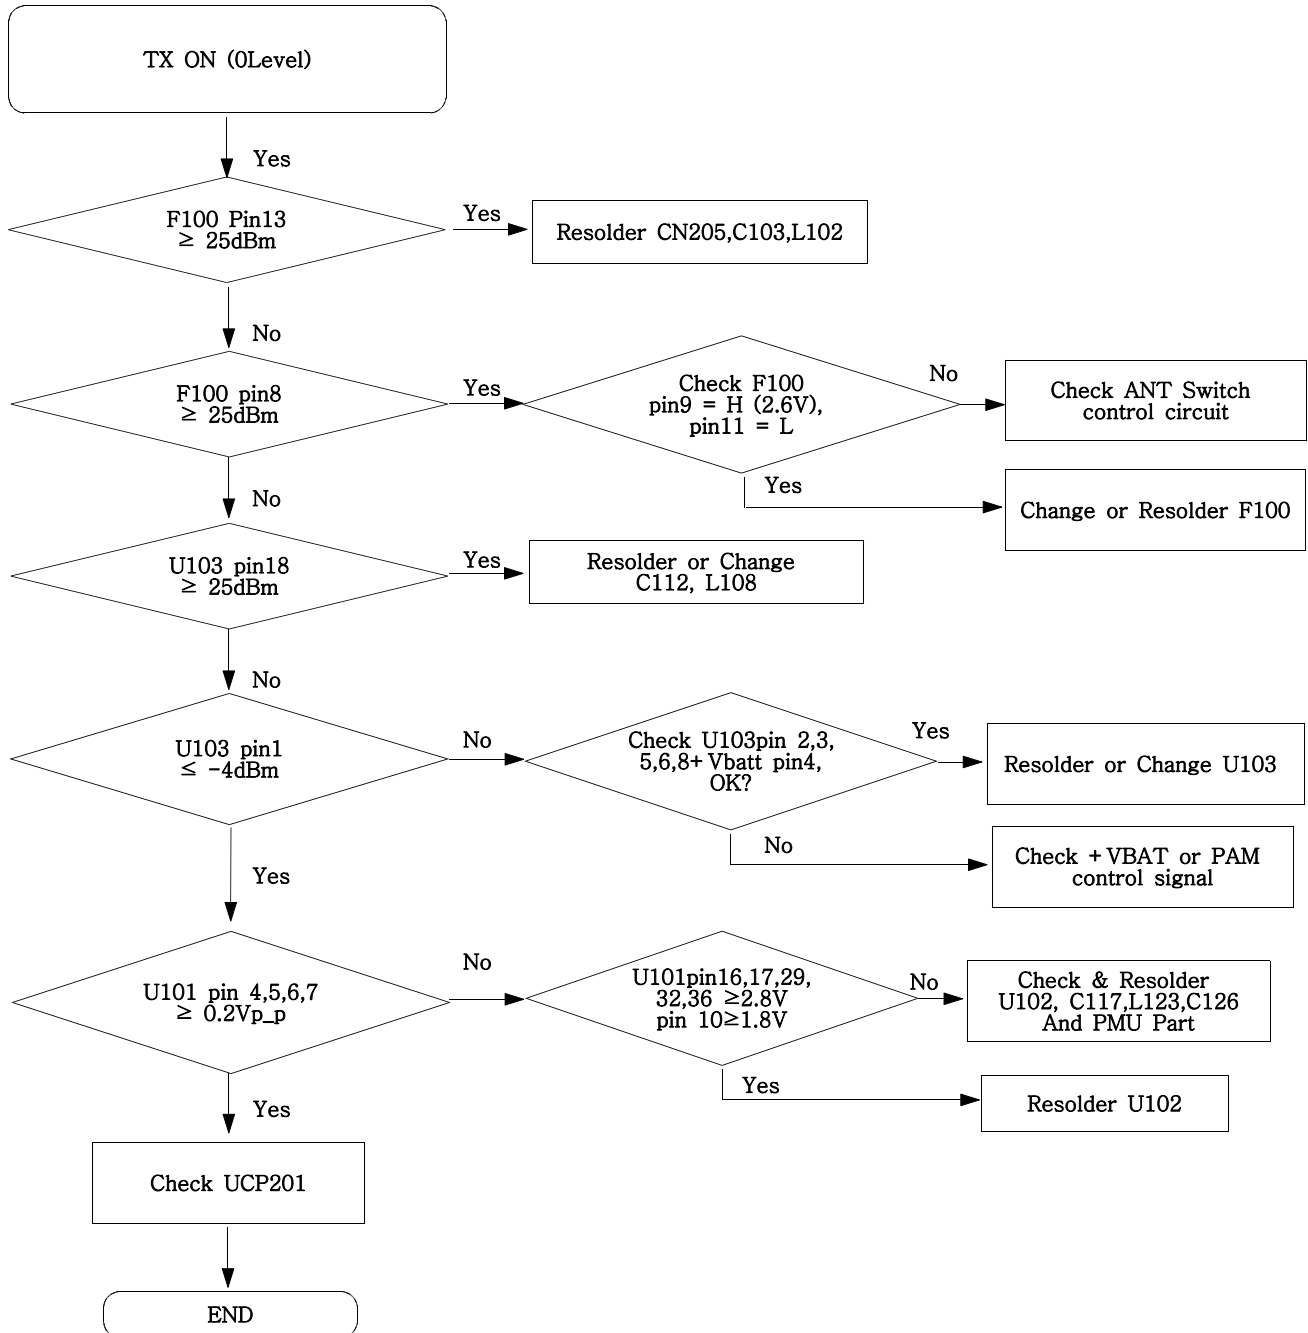 TX ON (0Level)
Yes
F100 Pin13
≥ 25dBm
Yes
Resolder CN205,C103,L102
No
F100 pin8
≥ 25dBm
Yes
Check F100
pin9 = H (2.6V),
pin11 = L
No
Check ANT Switch
control circuit
Yes
Change or Resolder F100
No
U103 pin18
≥ 25dBm
Yes
Resolder or Change
C112, L108
No
U103 pin1
≤ -4dBm
No
Check U103pin 2,3,
5,6,8+Vbatt pin4,
OK?
Yes
Resolder or Change U103
No
Check +VBAT or PAM
control signal
Yes
U101 pin 4,5,6,7
≥ 0.2Vp_p
No
U101pin16,17,29,
32,36 ≥2.8V
pin 10≥1.8V
No
Check & Resolder
U102, C117,L123,C126
And PMU Part
Yes
Resolder U102
Yes
Check UCP201
END